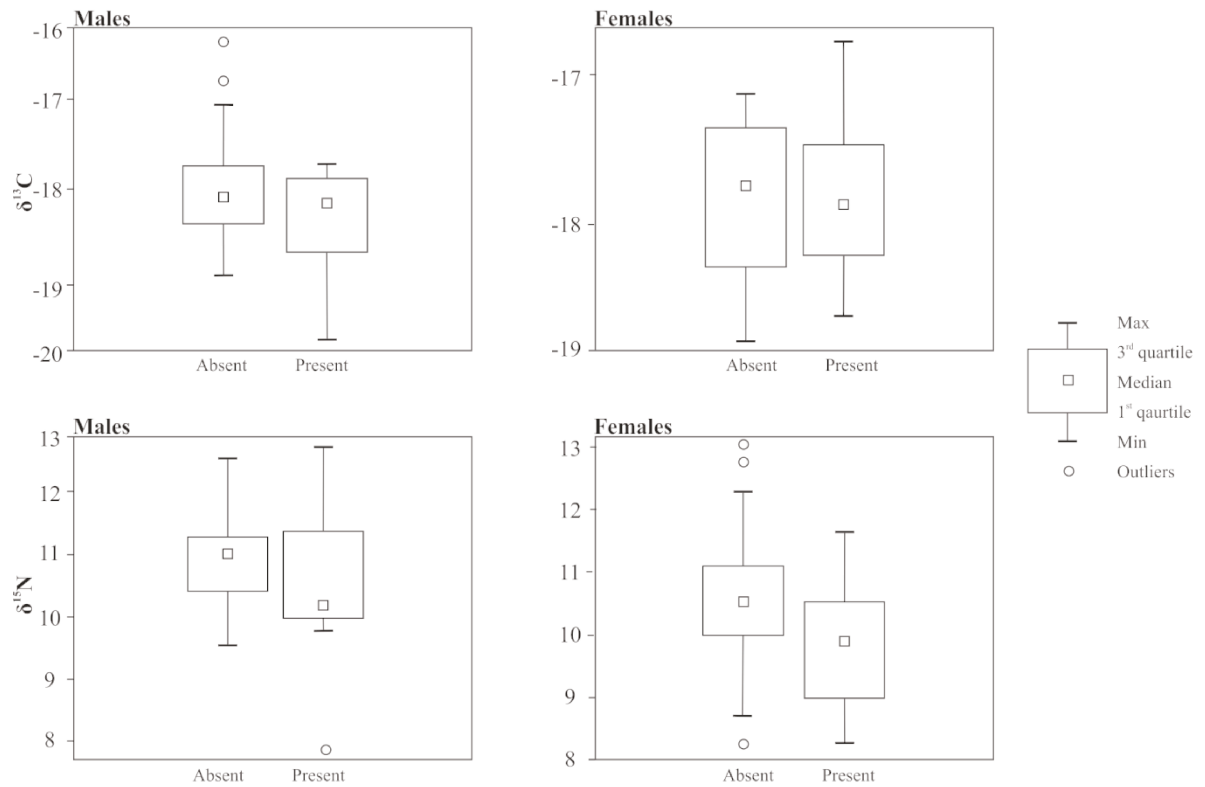 Males
-16
-17
-18
-19
-20
δ¹³C
Absent Present
Females
-17
-18
-19
Absent Present
Males
13
12
11
10
9
8
δ¹⁵N
Absent Present
Females
13
12
11
10
9
8
Absent Present
Max
3ʳᵈ quartile
Median
1ˢᵗ qaurtile
Min
Outliers